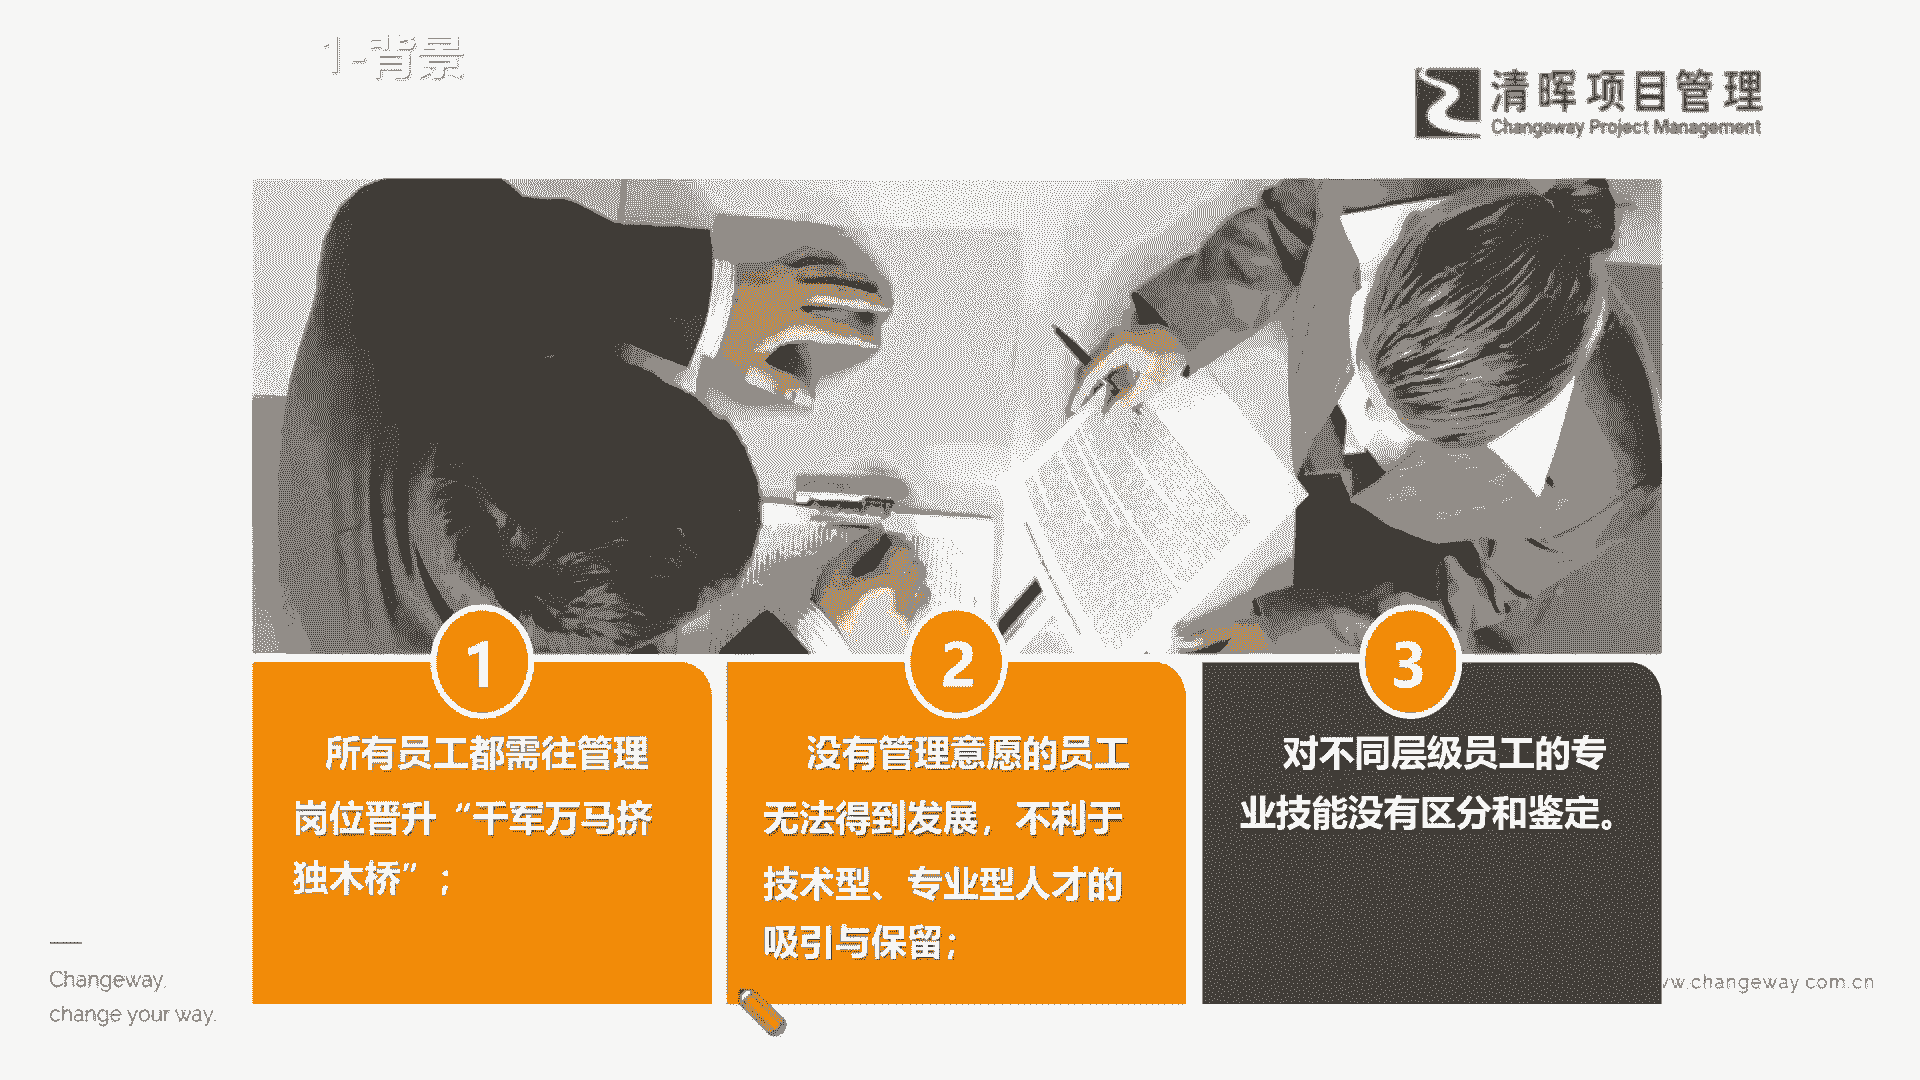 1-背景
清晖项目管理
Changeway Project Management
1
所有员工都需往管理
岗位晋升“千军万马挤
独木桥”；
2
没有管理意愿的员工
无法得到发展，不利于
技术型、专业型人才的
吸引与保留；
3
对不同层级员工的专
业技能没有区分和鉴定。
Changeway.
change your way.
w.changeway.com.cn